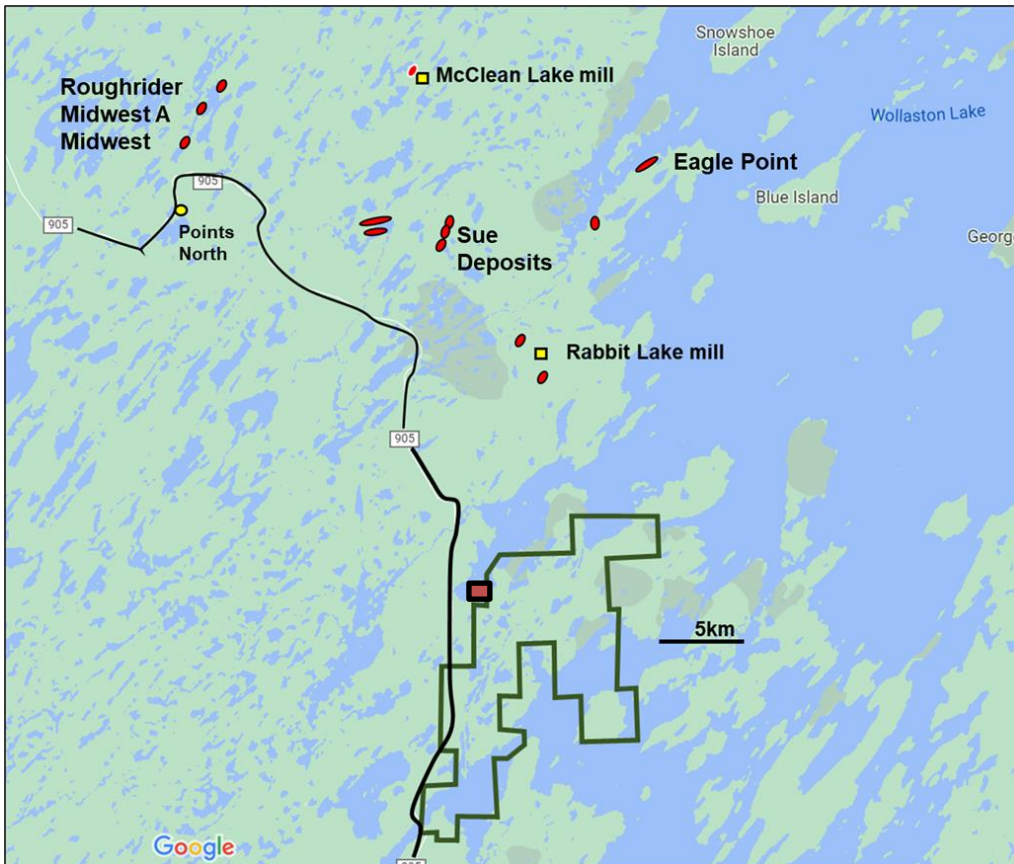 Snowshoe
Island
McClean Lake mill
Roughrider
Midwest A
Midwest
Wollaston Lake
Eagle Point
Blue Island
905
905
Points
North
Sue
Deposits
Georg
Rabbit Lake mill
905
5km
Google